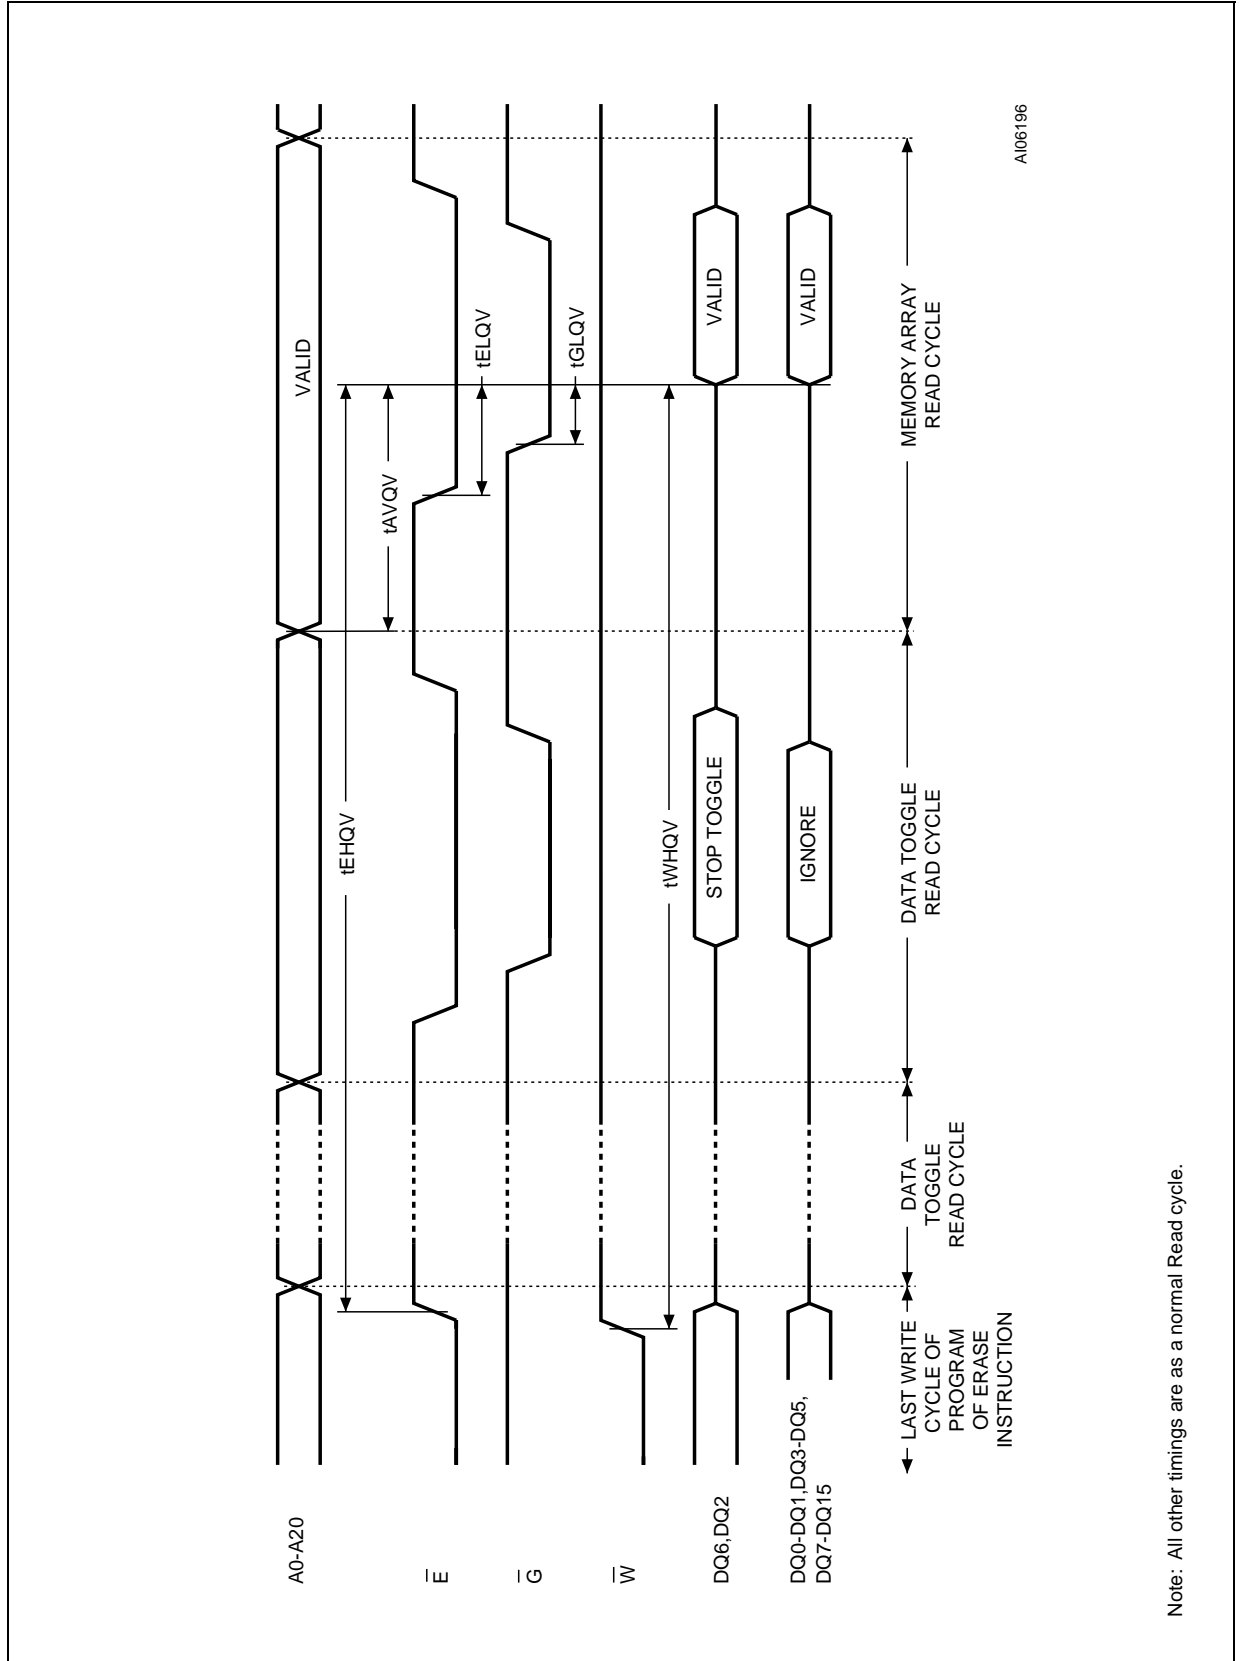 A0-A20
VALID
tEHQV
tAVQV
E
tELQV
G
tGLQV
W
tWHQV
DQ6,DQ2
STOP TOGGLE
VALID
DQ0-DQ1,DQ3-DQ5,
DQ7-DQ15
IGNORE
VALID
LAST WRITE
CYCLE OF
PROGRAM
OF ERASE
INSTRUCTION
DATA
TOGGLE
READ CYCLE
DATA TOGGLE
READ CYCLE
MEMORY ARRAY
READ CYCLE
AI06196
Note: All other timings are as a normal Read cycle.